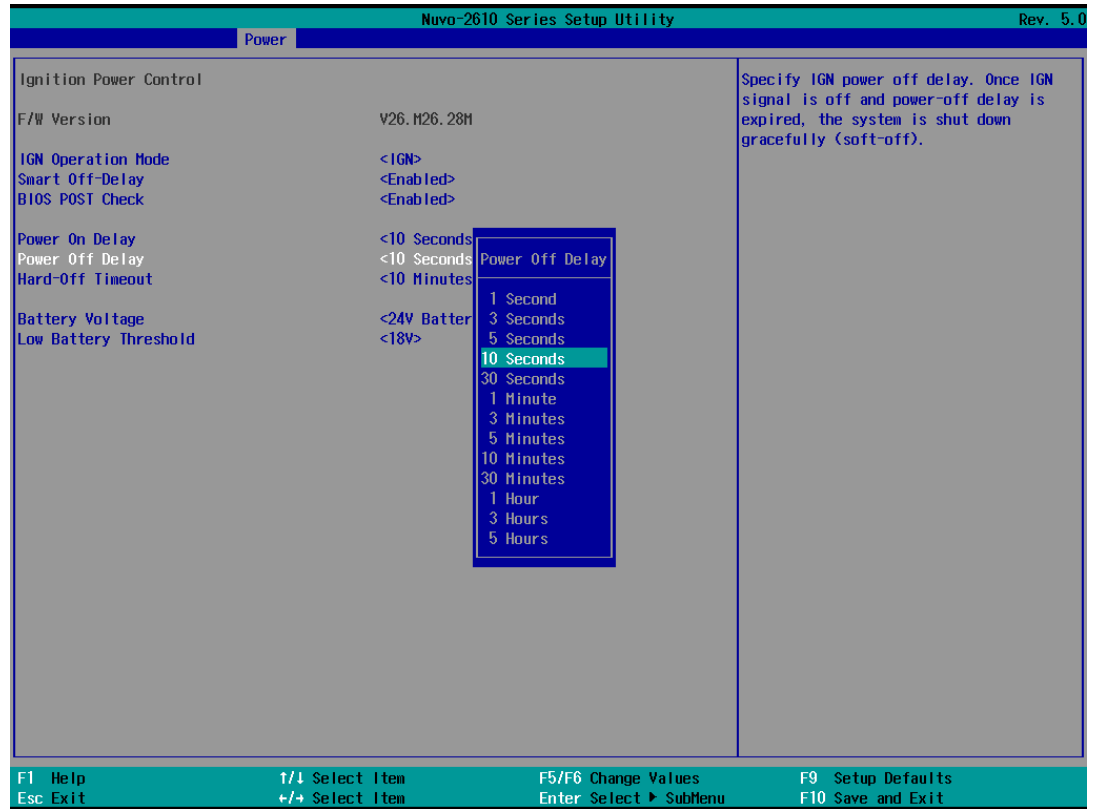 Nuvo-2610 Series Setup Utility Rev. 5.0
Power
Ignition Power Control
F/W Version V26.M26.28M
IGN Operation Mode <IGN>
Smart Off-Delay <Enabled>
BIOS POST Check <Enabled>
Power On Delay <10 Seconds
Power Off Delay <10 Seconds
Hard-Off Timeout <10 Minutes
Battery Voltage <24V Batter
Low Battery Threshold <18V>
Power Off Delay
1 Second
3 Seconds
5 Seconds
10 Seconds
30 Seconds
1 Minute
3 Minutes
5 Minutes
10 Minutes
30 Minutes
1 Hour
3 Hours
5 Hours
Specify IGN power off delay. Once IGN
signal is off and power-off delay is
expired, the system is shut down
gracefully (soft-off).
F1 Help ↑/↓ Select Item F5/F6 Change Values F9 Setup Defaults
Esc Exit ←/→ Select Item Enter Select ▶ SubMenu F10 Save and Exit